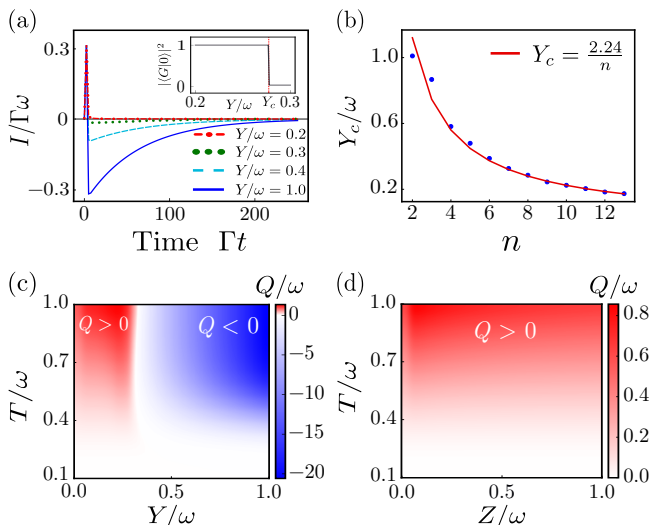 (a)
I/Γω
0.3
0
−0.3
0 100 200
Time Γt
|⟨G|0⟩|²
1
0
0.2 Y/ω Y_c 0.3
Y/ω = 0.2
Y/ω = 0.3
Y/ω = 0.4
Y/ω = 1.0
(b)
Y_c/ω
1.0
0.6
0.2
2 4 6 8 10 12
n
Y_c = 2.24/n
(c)
T/ω
1.0
0.7
0.4
0.1
0.0 0.5 1.0
Y/ω
Q > 0
Q < 0
Q/ω
0
−5
−10
−15
−20
(d)
T/ω
1.0
0.7
0.4
0.1
0.0 0.5 1.0
Z/ω
Q > 0
Q/ω
0.8
0.6
0.4
0.2
0.0